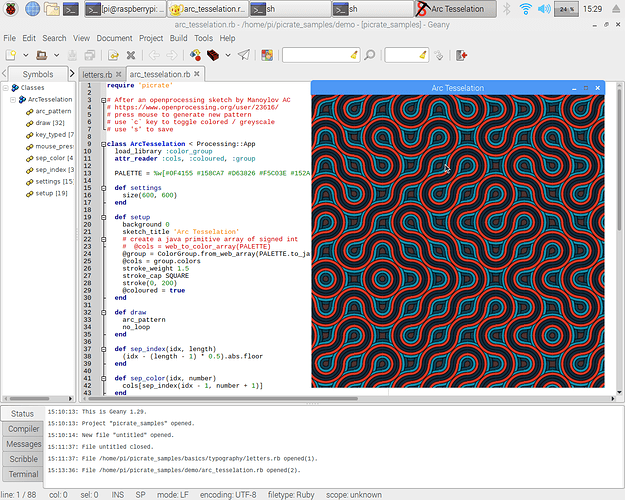 [pi@raspberrypi: ...
arc_tesselation.rb...
sh
sh
Arc Tesselation
24 %
15:29
arc_tesselation.rb - /home/pi/picrate_samples/demo - [picrate_samples] - Geany
File Edit Search View Document Project Build Tools Help
Symbols
letters.rb
arc_tesselation.rb
Classes
ArcTesselation
arc_pattern
draw [32]
key_typed [7
mouse_pres
sep_color [4
sep_index [3
settings [15
setup [19]
1 require 'picrate'
2
3 # After an openprocessing sketch by Manoylov AC
4 # https://www.openprocessing.org/user/23616/
5 # press mouse to generate new pattern
6 # use `c` key to toggle colored / greyscale
7 # use 's' to save
8
9 class ArcTesselation < Processing::App
10 load_library :color_group
11 attr_reader :cols, :coloured, :group
12
13 PALETTE = %w[#0F4155 #158CA7 #D63826 #F5C03E #152A
14
15 def settings
16 size(600, 600)
17 end
18
19 def setup
20 background 0
21 sketch_title 'Arc Tesselation'
22 # create a java primitive array of signed int
23 # @cols = web_to_color_array(PALETTE)
24 @group = ColorGroup.from_web_array(PALETTE.to_ja
25 @cols = group.colors
26 stroke_weight 1.5
27 stroke_cap SQUARE
28 stroke(0, 200)
29 @coloured = true
30 end
31
32 def draw
33 arc_pattern
34 no_loop
35 end
36
37 def sep_index(idx, length)
38 (idx - (length - 1) * 0.5).abs.floor
39 end
40
41 def sep_color(idx, number)
42 cols[sep_index(idx - 1, number + 1)]
43 end
Arc Tesselation
Status
Compiler
Messages
Scribble
Terminal
15:10:13: This is Geany 1.29.
15:10:13: Project "picrate_samples" opened.
15:10:14: New file "untitled" opened.
15:11:37: File untitled closed.
15:11:37: File /home/pi/picrate_samples/basics/typography/letters.rb opened(1).
15:13:36: File /home/pi/picrate_samples/demo/arc_tesselation.rb opened(2).
line: 1 / 88 col: 0 sel: 0 INS SP mode: LF encoding: UTF-8 filetype: Ruby scope: unknown